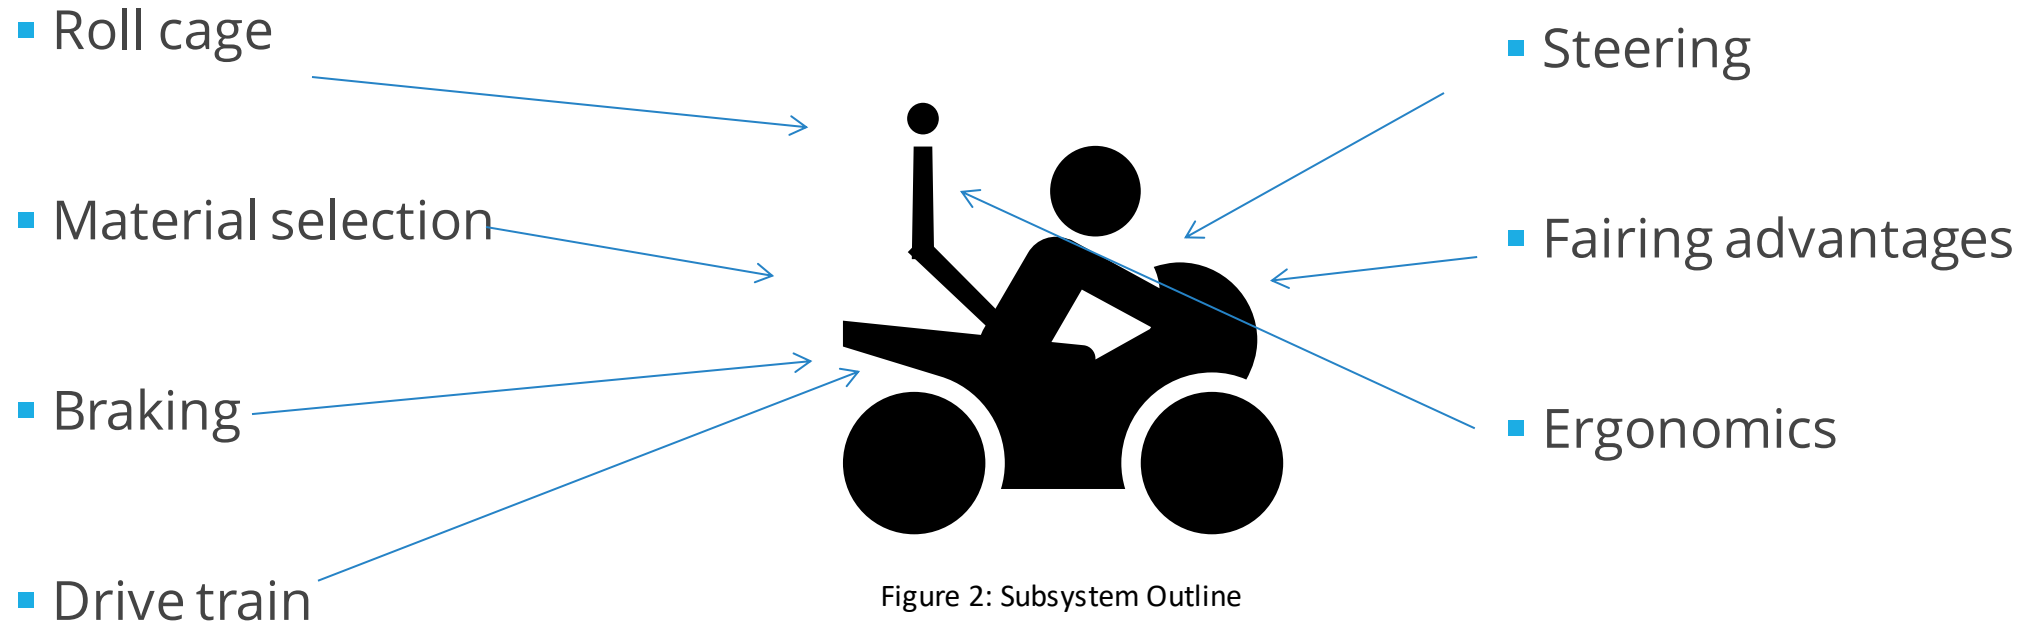 Roll cage
Material selection
Braking
Drive train
Steering
Fairing advantages
Ergonomics
Figure 2: Subsystem Outline